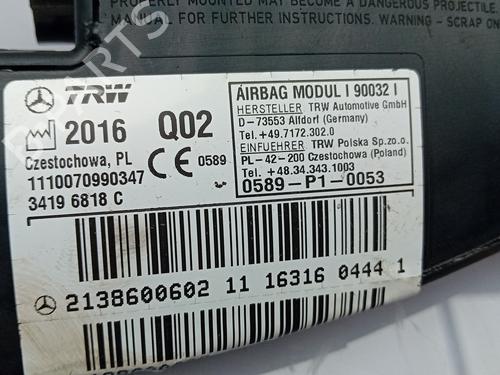 PROPERLY MOUNTED MAY BECOME A DANGEROUS PROJECTILE.
MANUAL FOR FURTHER INSTRUCTIONS. WARNING - SCRAP ON
TRW
2016 Q02
Czestochowa, PL
CE 0589
1110070990347
3419 6818 C
AIRBAG MODUL I 90032 I
HERSTELLER TRW Automotive GmbH
D-73553 Alfdorf (Germany)
Tel.+49.7172.302.0
EINFUEHRER TRW Polska Sp.zo.o.
PL-42-200 Czestochowa (Poland)
Tel.+48.34.343.1003
0589-P1-0053
2138600602 11 16316 0444 1